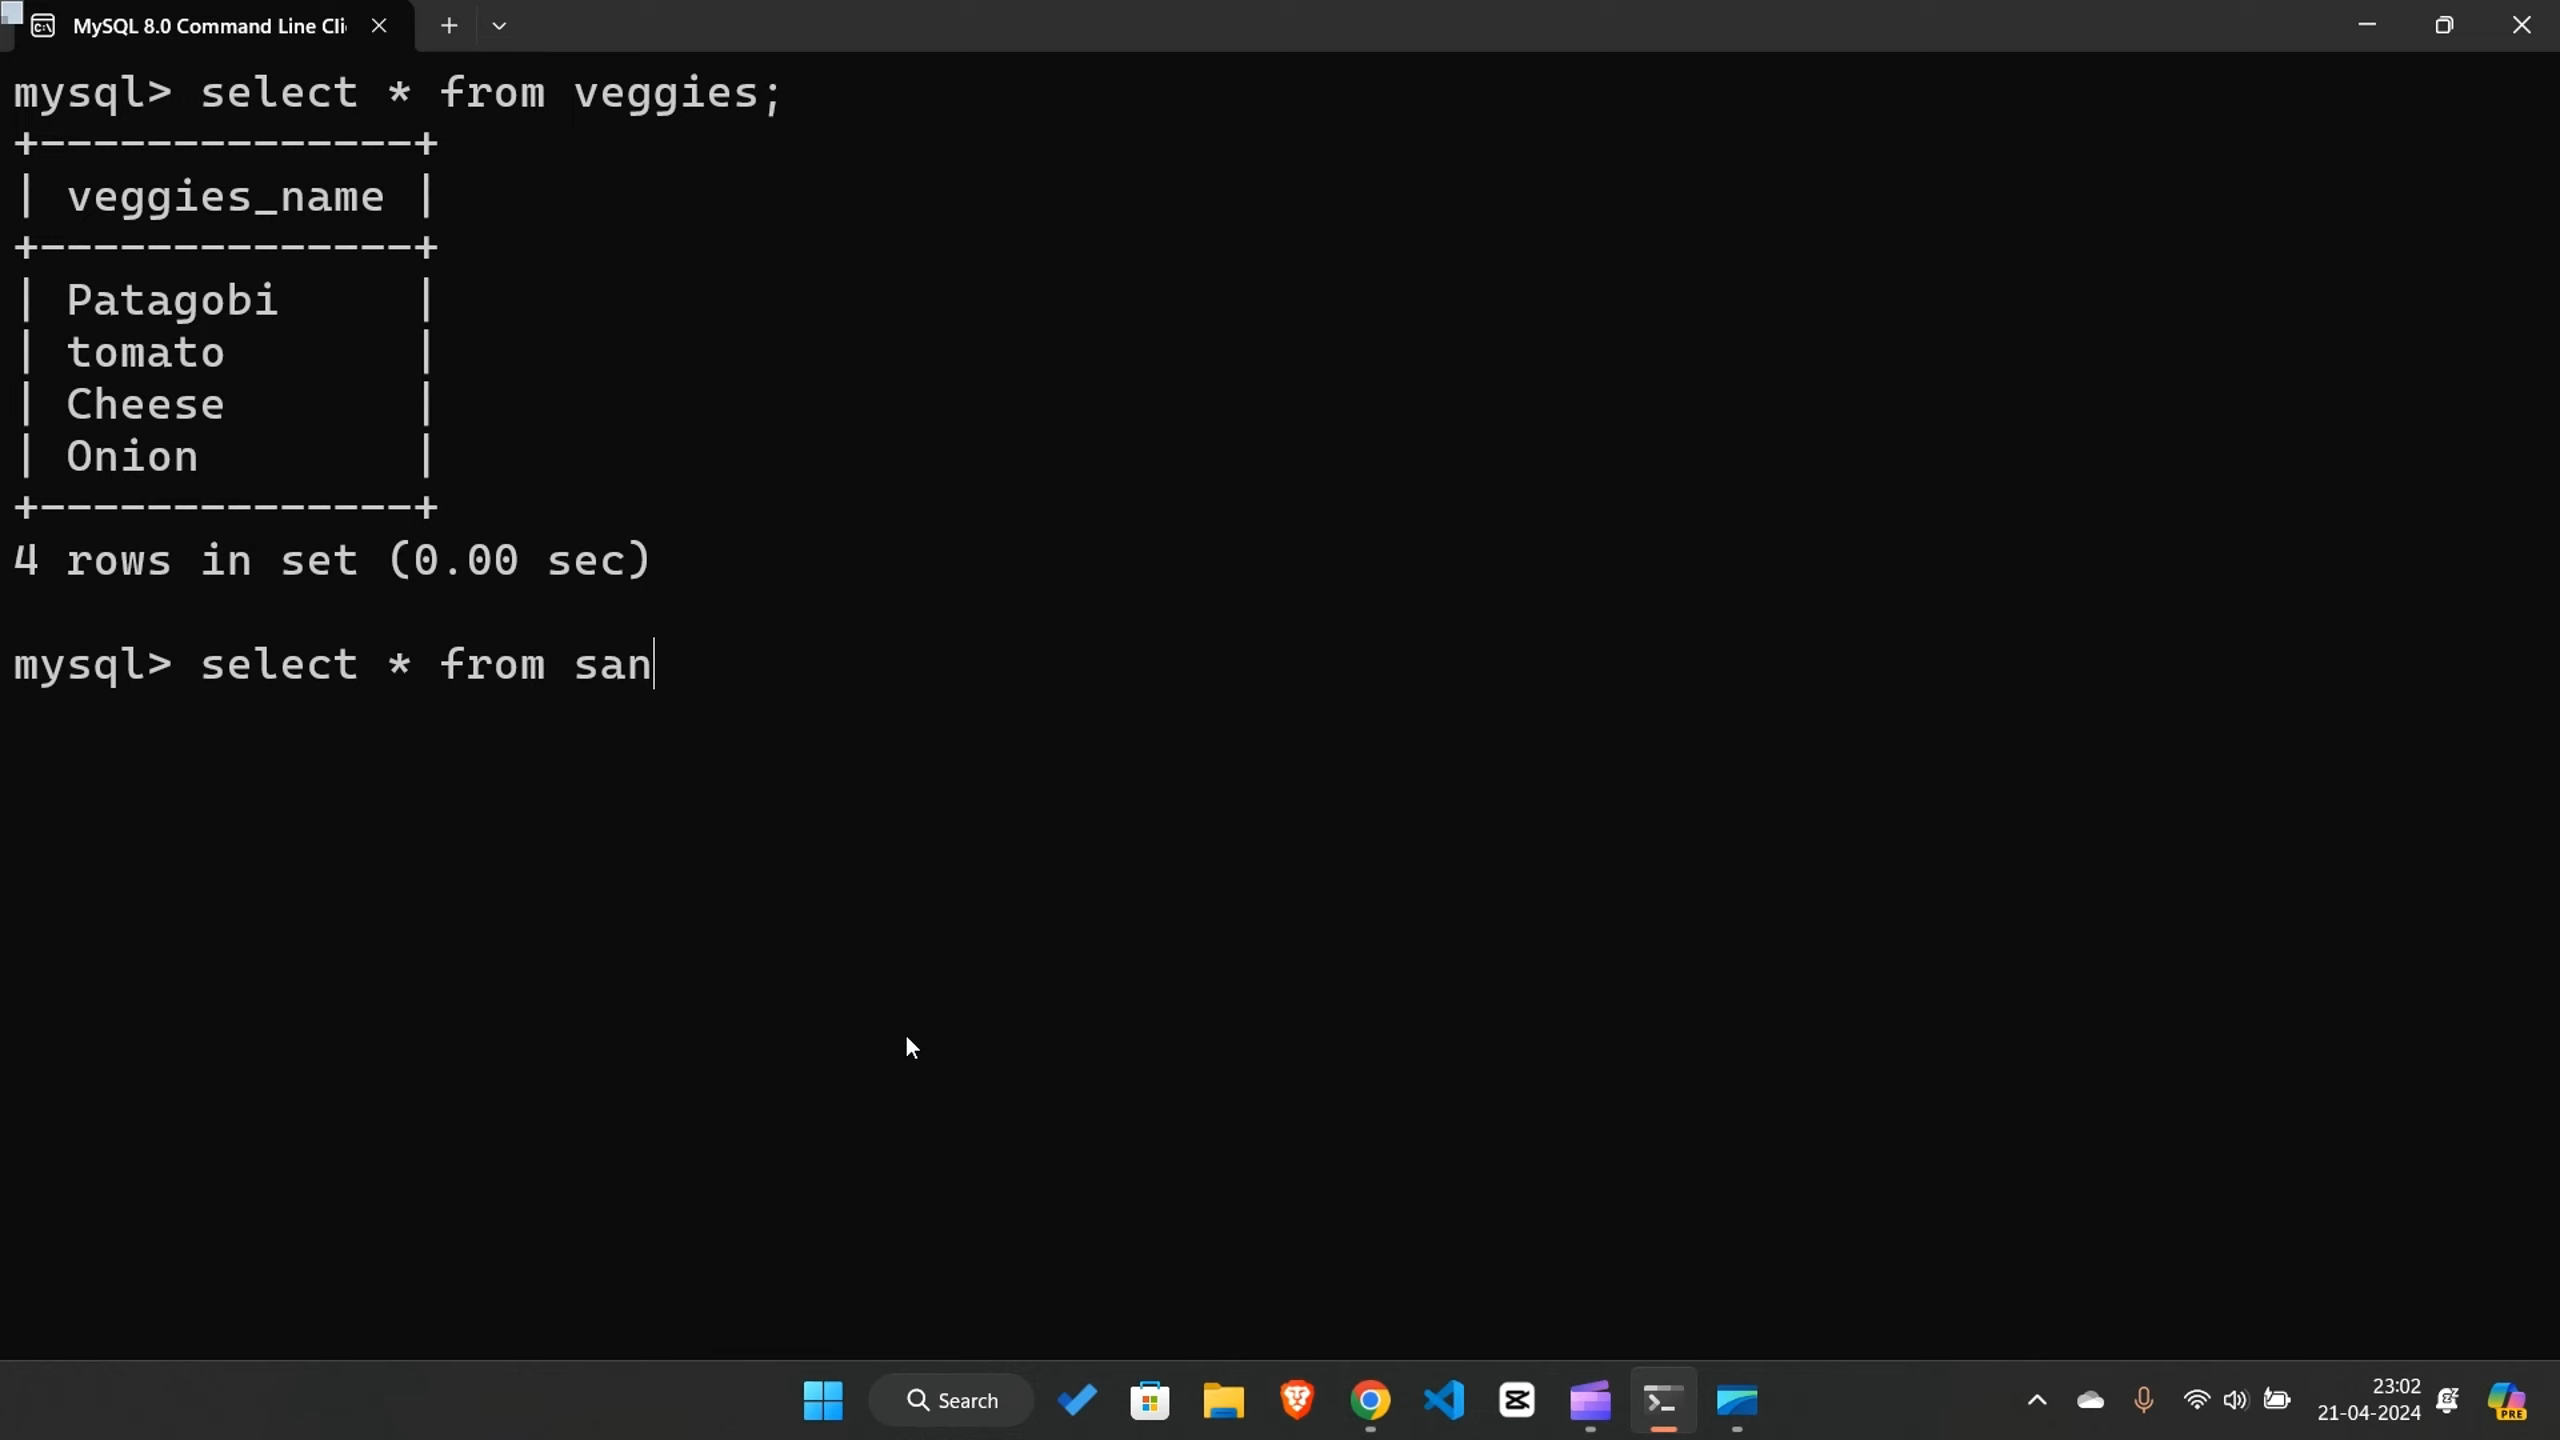 MySQL 8.0 Command Line Cli
mysql> select * from veggies;
+--------------+
| veggies_name |
+--------------+
| Patagobi     |
| tomato       |
| Cheese       |
| Onion        |
+--------------+
4 rows in set (0.00 sec)
mysql> select * from san
Search
23:02
21-04-2024
PRE